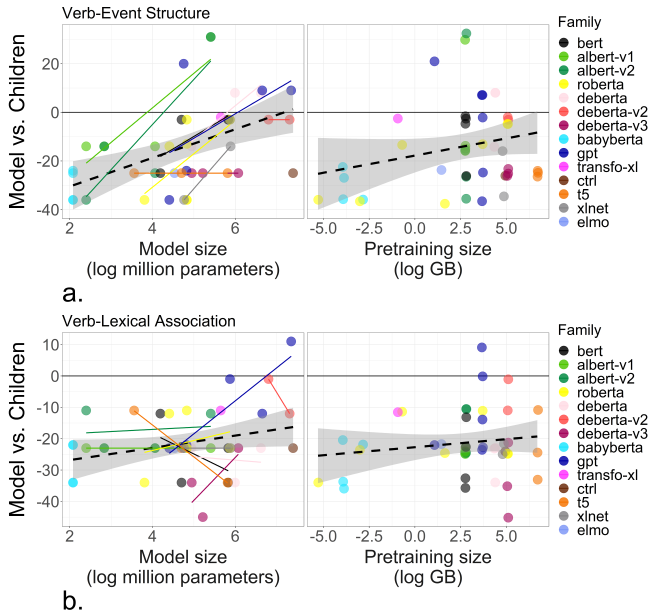 Verb-Event Structure
Model vs. Children
20
0
-20
-40
2
4
6
Model size
(log million parameters)
-5.0
-2.5
0.0
2.5
5.0
Pretraining size
(log GB)
Family
bert
albert-v1
albert-v2
roberta
deberta
deberta-v2
deberta-v3
babyberta
gpt
transfo-xl
ctrl
t5
xlnet
elmo
a.
Verb-Lexical Association
Model vs. Children
10
0
-10
-20
-30
-40
2
4
6
Model size
(log million parameters)
-5.0
-2.5
0.0
2.5
5.0
Pretraining size
(log GB)
Family
bert
albert-v1
albert-v2
roberta
deberta
deberta-v2
deberta-v3
babyberta
gpt
transfo-xl
ctrl
t5
xlnet
elmo
b.